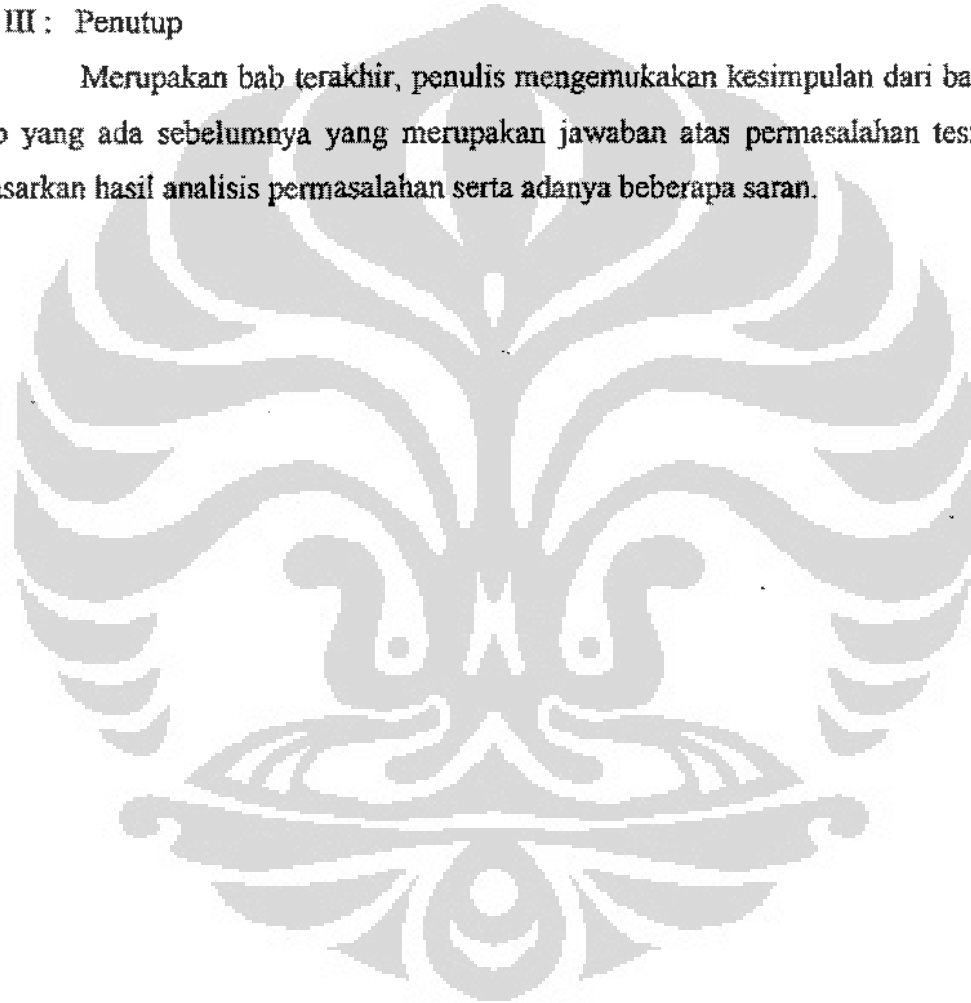 III : Penutup
Merupakan bab terakhir, penulis mengemukakan kesimpulan dari ba
yang ada sebelumnya yang merupakan jawaban atas permasalahan tes
asarkan hasil analisis permasalahan serta adanya beberapa saran.